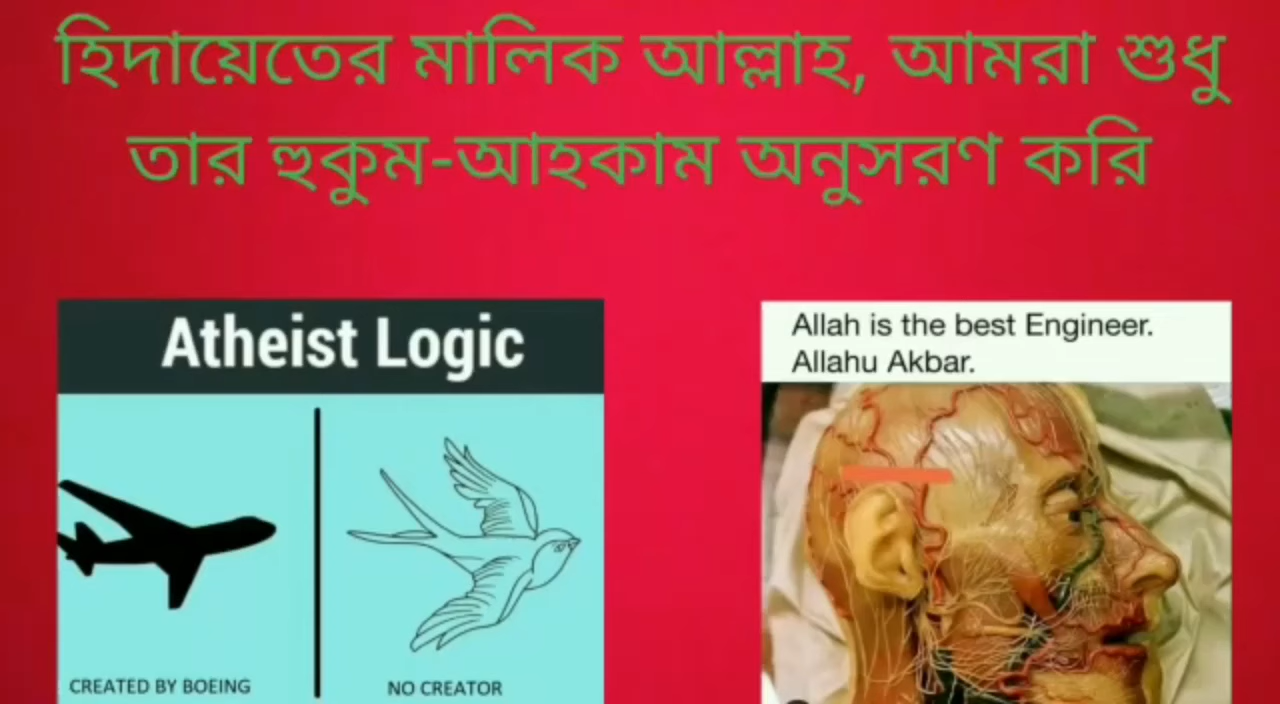 হিদায়েতের মালিক আল্লাহ, আমরা শুধু
তার হুকুম-আহকাম অনুসরণ করি
Atheist Logic
CREATED BY BOEING
NO CREATOR
Allah is the best Engineer.
Allahu Akbar.